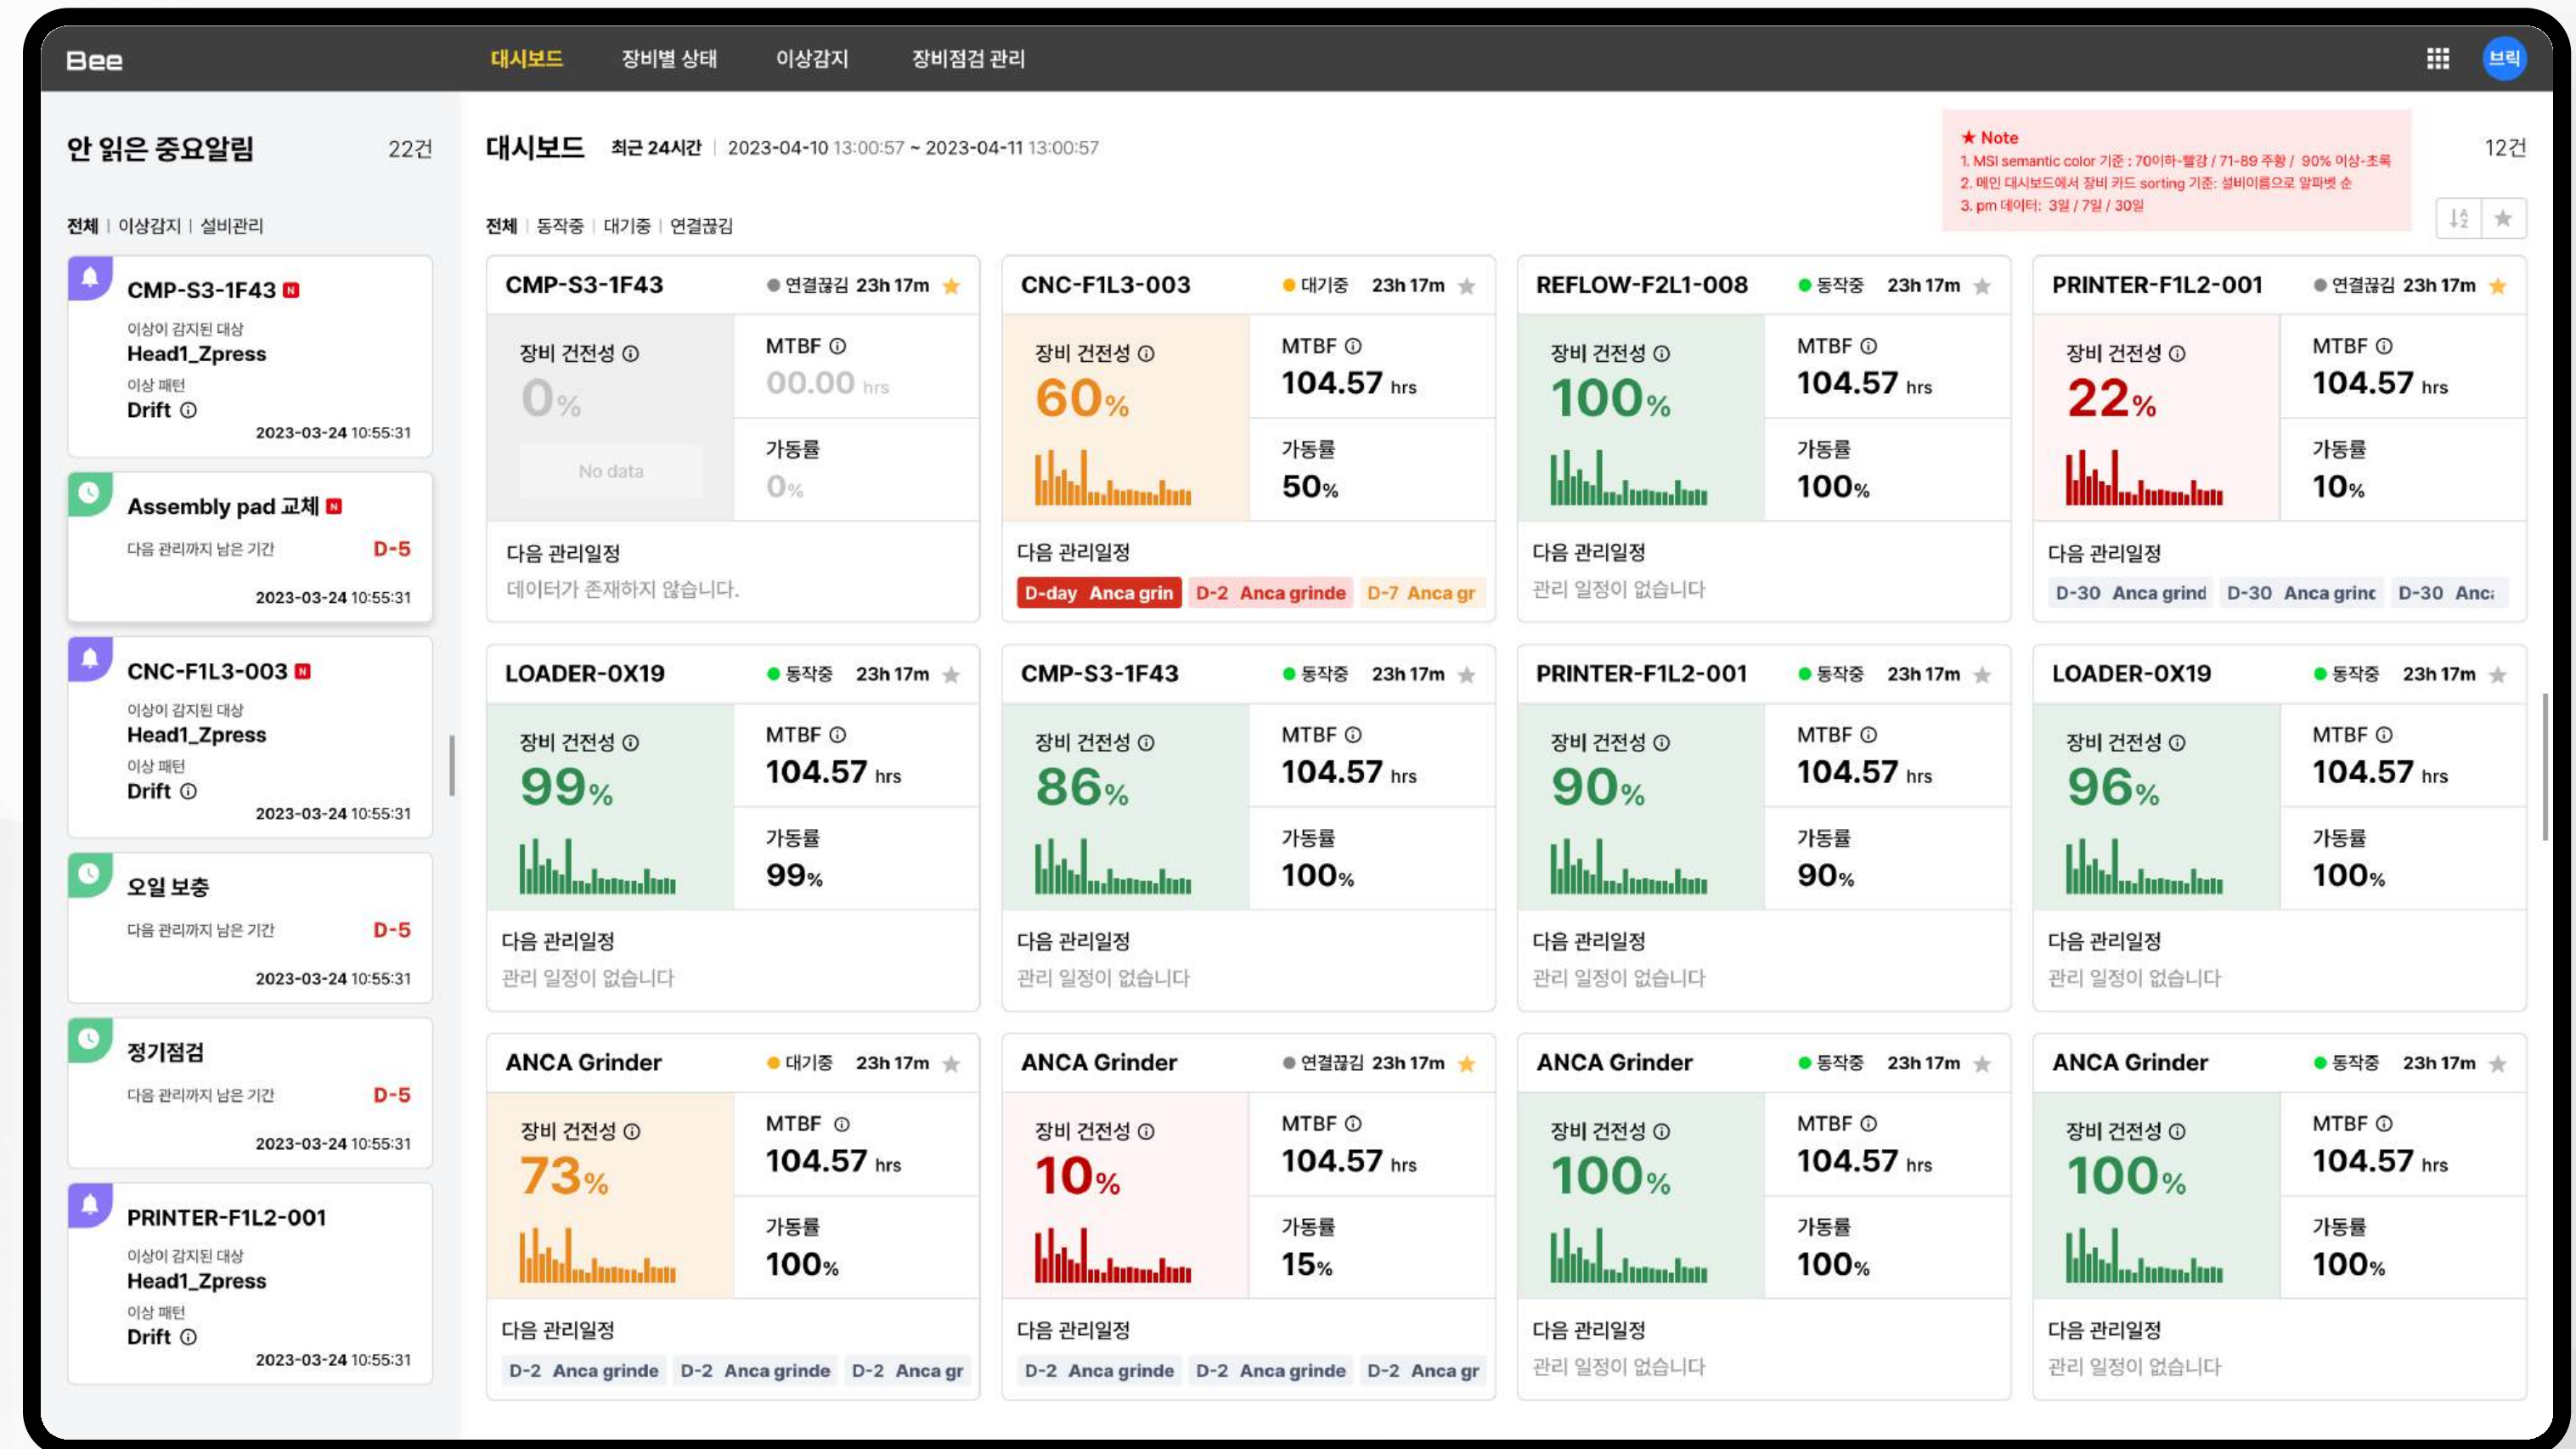 Bee
대시보드 장비별 상태 이상감지 장비점검 관리
브릭
안 읽은 중요알림 22건
전체 | 이상감지 | 설비관리
CMP-S3-1F43 N
이상이 감지된 대상
Head1_Zpress
이상 패턴
Drift
2023-03-24 10:55:31
Assembly pad 교체 N
다음 관리까지 남은 기간 D-5
2023-03-24 10:55:31
CNC-F1L3-003 N
이상이 감지된 대상
Head1_Zpress
이상 패턴
Drift
2023-03-24 10:55:31
오일 보충
다음 관리까지 남은 기간 D-5
2023-03-24 10:55:31
정기점검
다음 관리까지 남은 기간 D-5
2023-03-24 10:55:31
PRINTER-F1L2-001
이상이 감지된 대상
Head1_Zpress
이상 패턴
Drift
2023-03-24 10:55:31
대시보드 최근 24시간 | 2023-04-10 13:00:57 ~ 2023-04-11 13:00:57
★ Note
1. MSI semantic color 기준 : 70이하-빨강 / 71-89 주황 / 90% 이상-초록
2. 메인 대시보드에서 장비 카드 sorting 기준: 설비이름으로 알파벳 순
3. pm 데이터: 3일 / 7일 / 30일
12건
전체 | 동작중 | 대기중 | 연결끊김
CMP-S3-1F43 연결끊김 23h 17m
장비 건전성
0%
No data
MTBF
00.00 hrs
가동률
0%
다음 관리일정
데이터가 존재하지 않습니다.
CNC-F1L3-003 대기중 23h 17m
장비 건전성
60%
MTBF
104.57 hrs
가동률
50%
다음 관리일정
D-day Anca grin D-2 Anca grinde D-7 Anca gr
REFLOW-F2L1-008 동작중 23h 17m
장비 건전성
100%
MTBF
104.57 hrs
가동률
100%
다음 관리일정
관리 일정이 없습니다
PRINTER-F1L2-001 연결끊김 23h 17m
장비 건전성
22%
MTBF
104.57 hrs
가동률
10%
다음 관리일정
D-30 Anca grind D-30 Anca grinc D-30 Anc
LOADER-0X19 동작중 23h 17m
장비 건전성
99%
MTBF
104.57 hrs
가동률
99%
다음 관리일정
관리 일정이 없습니다
CMP-S3-1F43 동작중 23h 17m
장비 건전성
86%
MTBF
104.57 hrs
가동률
100%
다음 관리일정
관리 일정이 없습니다
PRINTER-F1L2-001 동작중 23h 17m
장비 건전성
90%
MTBF
104.57 hrs
가동률
90%
다음 관리일정
관리 일정이 없습니다
LOADER-0X19 동작중 23h 17m
장비 건전성
96%
MTBF
104.57 hrs
가동률
100%
다음 관리일정
관리 일정이 없습니다
ANCA Grinder 대기중 23h 17m
장비 건전성
73%
MTBF
104.57 hrs
가동률
100%
다음 관리일정
D-2 Anca grinde D-2 Anca grinde D-2 Anca gr
ANCA Grinder 연결끊김 23h 17m
장비 건전성
10%
MTBF
104.57 hrs
가동률
15%
다음 관리일정
D-2 Anca grinde D-2 Anca grinde D-2 Anca gr
ANCA Grinder 동작중 23h 17m
장비 건전성
100%
MTBF
104.57 hrs
가동률
100%
다음 관리일정
관리 일정이 없습니다
ANCA Grinder 동작중 23h 17m
장비 건전성
100%
MTBF
104.57 hrs
가동률
100%
다음 관리일정
관리 일정이 없습니다